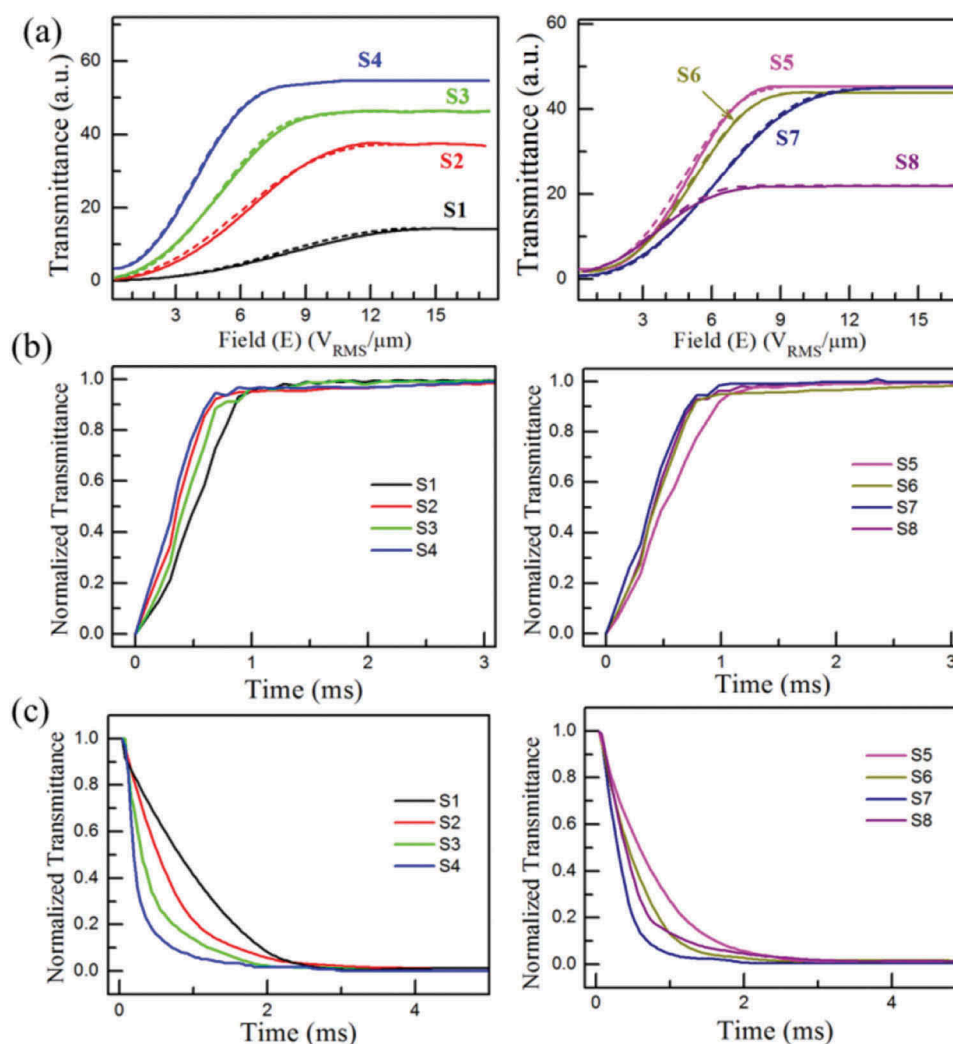 (a)
Transmittance (a.u.)
60
40
20
0
S4
S3
S2
S1
3 6 9 12 15
Field (E) (V_RMS/µm)
Transmittance (a.u.)
60
40
20
0
S6
S5
S7
S8
3 6 9 12 15
Field (E) (V_RMS/µm)
(b)
Normalized Transmittance
1.0
0.8
0.6
0.4
0.2
0.0
S1
S2
S3
S4
0 1 2 3
Time (ms)
Normalized Transmittance
1.0
0.8
0.6
0.4
0.2
0.0
S5
S6
S7
S8
0 1 2 3
Time (ms)
(c)
Normalized Transmittance
1.0
0.8
0.6
0.4
0.2
0.0
S1
S2
S3
S4
0 2 4
Time (ms)
Normalized Transmittance
1.0
0.8
0.6
0.4
0.2
0.0
S5
S6
S7
S8
0 2 4
Time (ms)